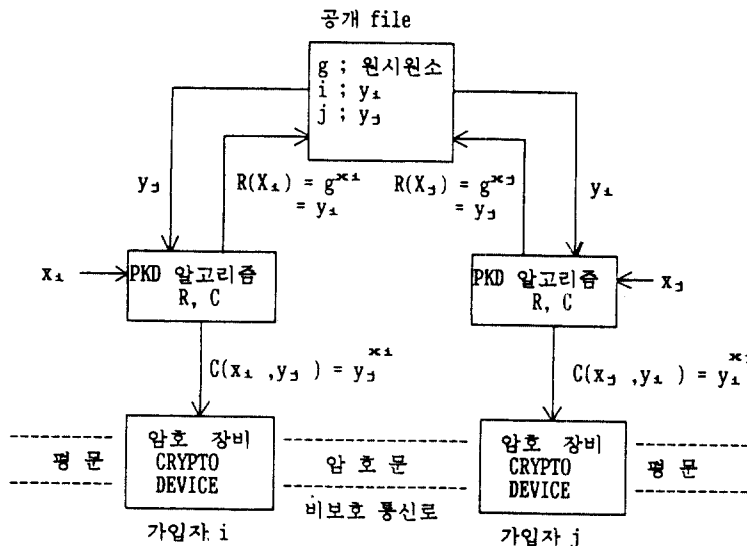 공개 file
g ; 원시원소
i ; yᵢ
j ; yⱼ
yⱼ
R(Xᵢ) = g^xᵢ
= yᵢ
R(Xⱼ) = g^xⱼ
= yⱼ
yᵢ
xᵢ
PKD 알고리즘
R, C
PKD 알고리즘
R, C
xⱼ
C(xᵢ ,yⱼ ) = yⱼ^xᵢ
C(xⱼ ,yᵢ ) = yᵢ^xⱼ
평 문
암호 장비
CRYPTO
DEVICE
암 호 문
암호 장비
CRYPTO
DEVICE
평 문
비보호 통신로
가입자 i
가입자 j